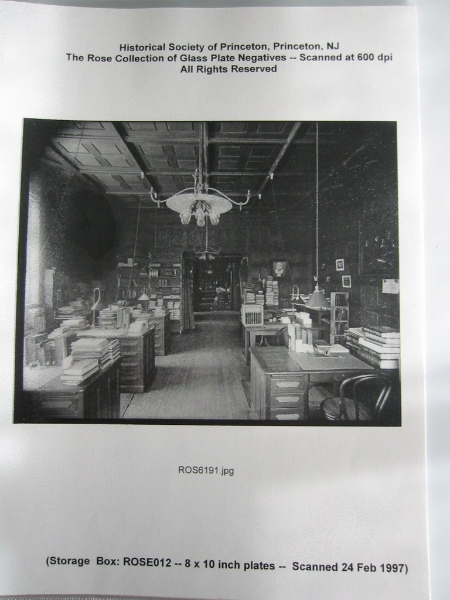 Historical Society of Princeton, Princeton, NJ
The Rose Collection of Glass Plate Negatives -- Scanned at 600 dpi
All Rights Reserved
ROS6191.jpg
(Storage Box: ROSE012 -- 8 x 10 inch plates -- Scanned 24 Feb 1997)